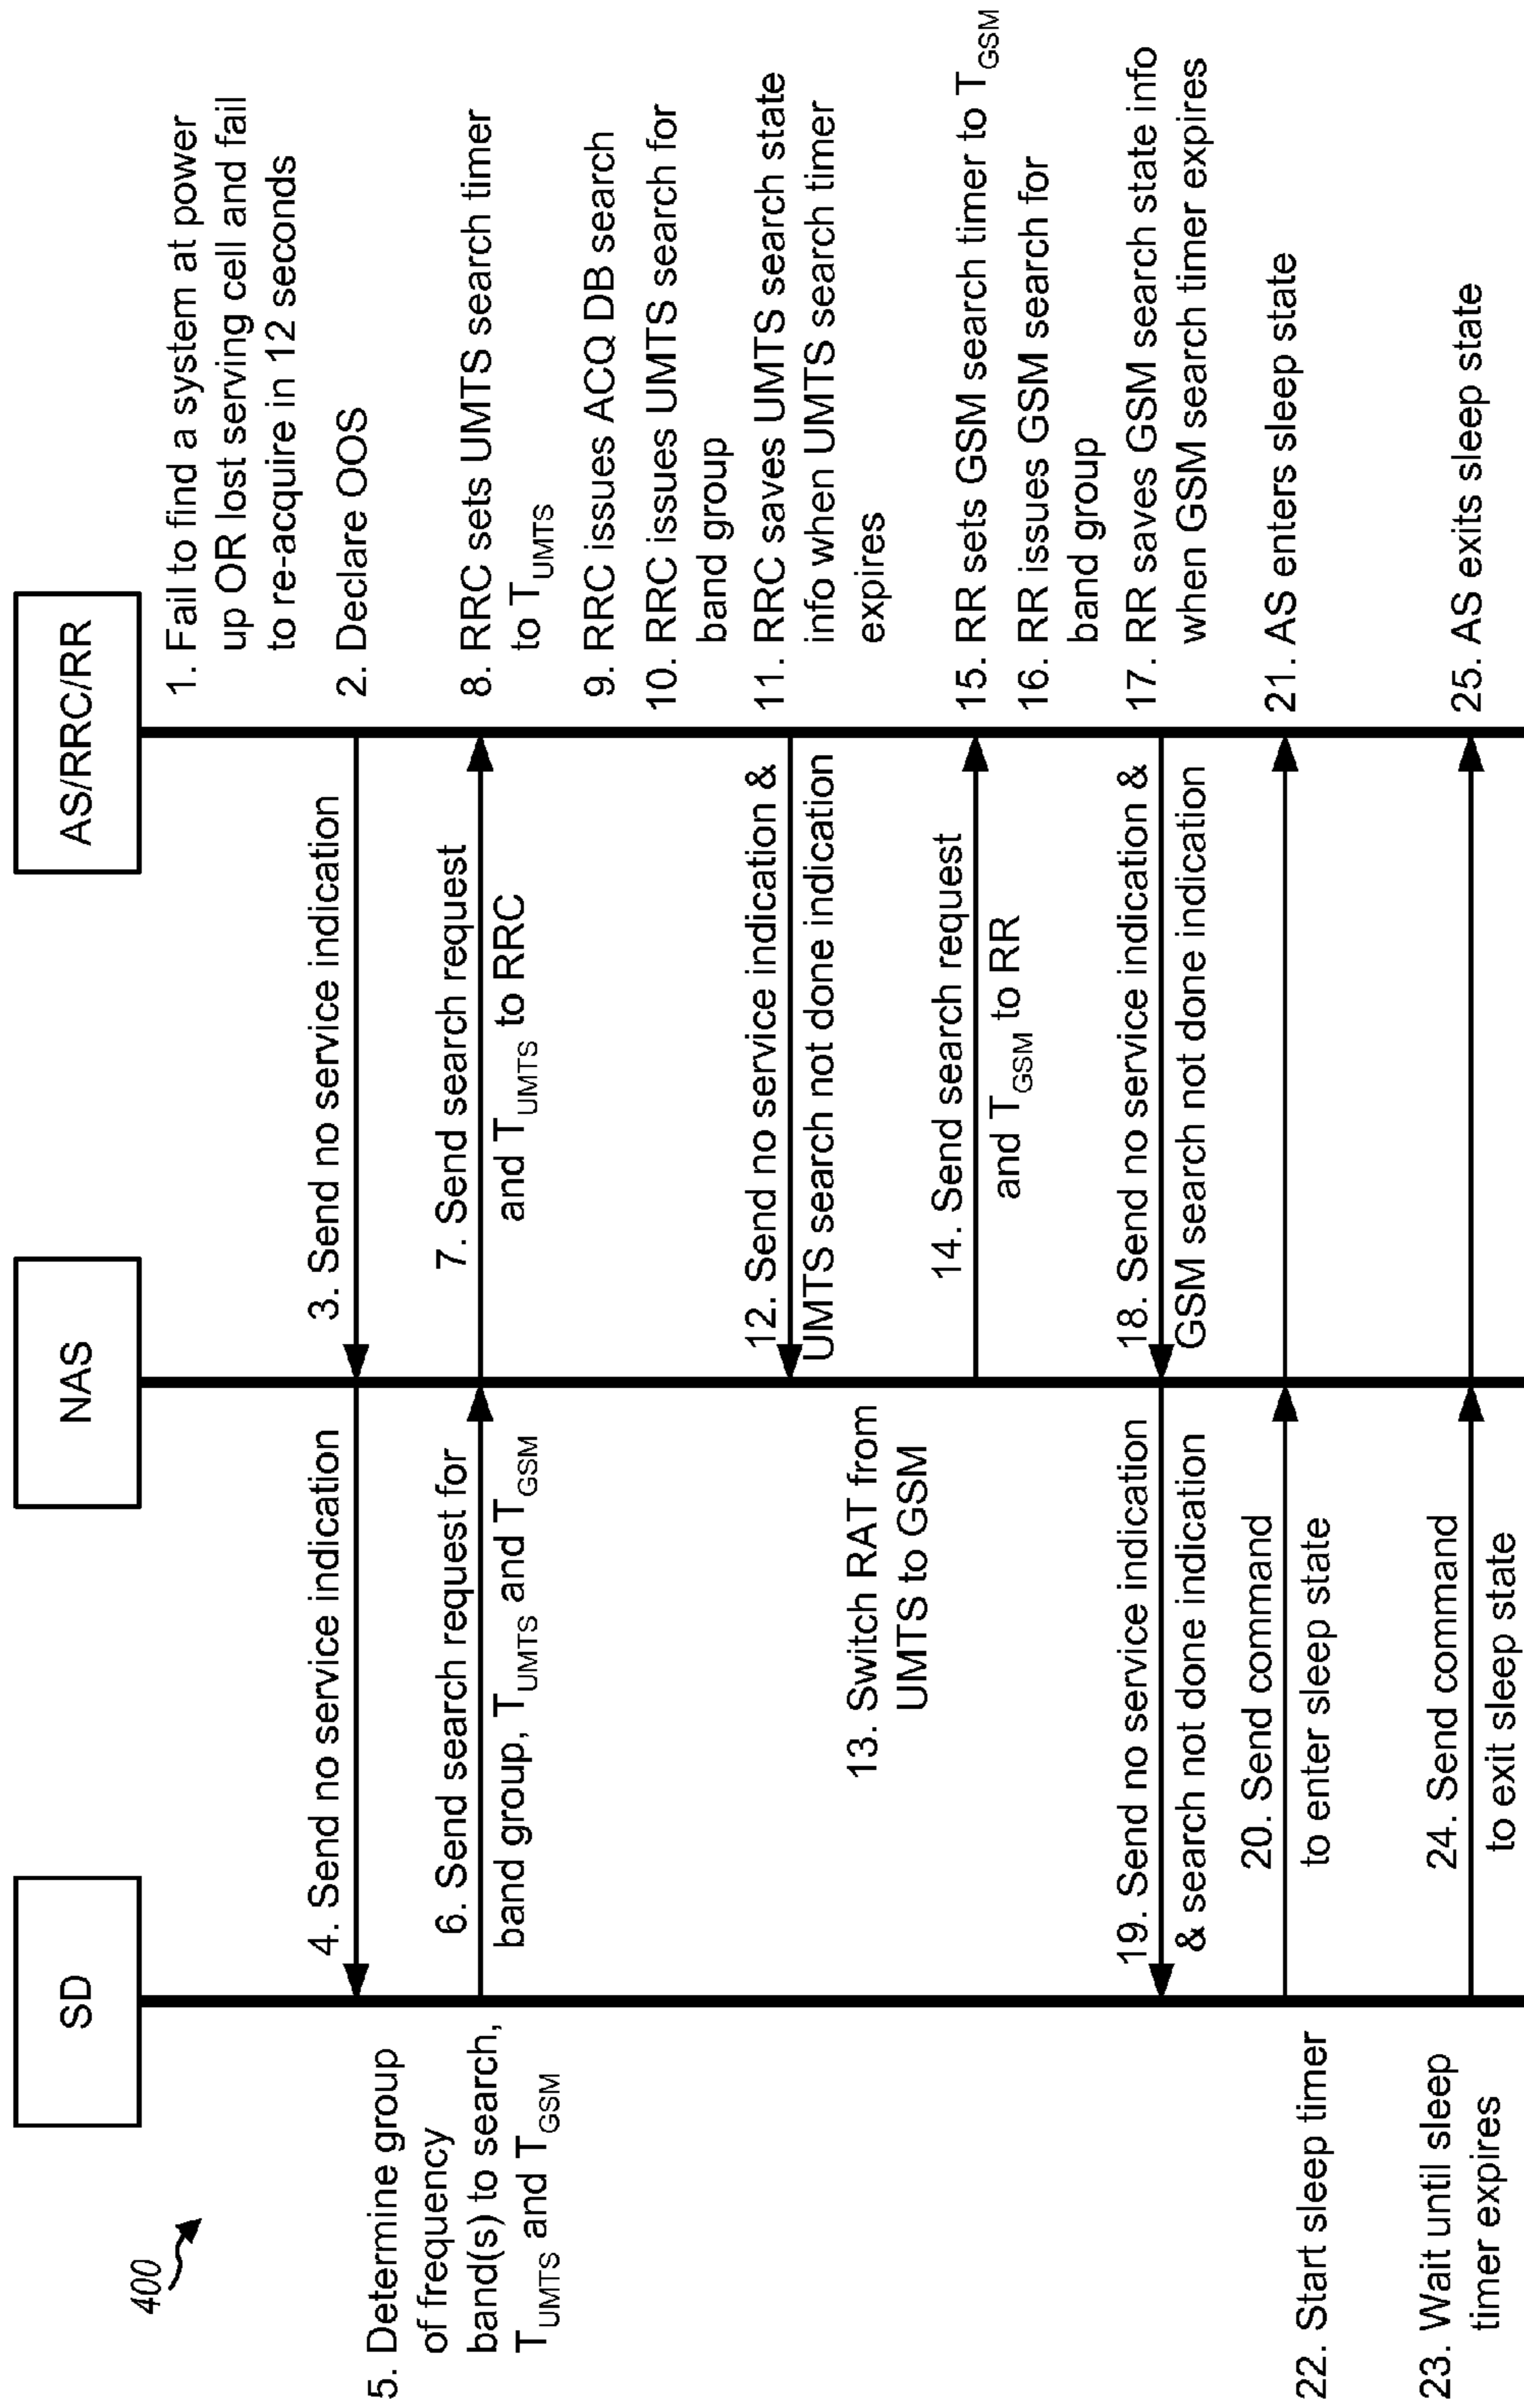 400
SD
NAS
AS/RRC/RR
1. Fail to find a system at power
up OR lost serving cell and fail
to re-acquire in 12 seconds
2. Declare OOS
3. Send no service indication
4. Send no service indication
5. Determine group
of frequency
band(s) to search,
T_UMTS and T_GSM
6. Send search request for
band group, T_UMTS and T_GSM
7. Send search request
and T_UMTS to RRC
8. RRC sets UMTS search timer
to T_UMTS
9. RRC issues ACQ DB search
10. RRC issues UMTS search for
band group
11. RRC saves UMTS search state
info when UMTS search timer
expires
12. Send no service indication &
UMTS search not done indication
13. Switch RAT from
UMTS to GSM
14. Send search request
and T_GSM to RR
15. RR sets GSM search timer to T_GSM
16. RR issues GSM search for
band group
17. RR saves GSM search state info
when GSM search timer expires
18. Send no service indication &
GSM search not done indication
19. Send no service indication
& search not done indication
20. Send command
to enter sleep state
21. AS enters sleep state
22. Start sleep timer
23. Wait until sleep
timer expires
24. Send command
to exit sleep state
25. AS exits sleep state